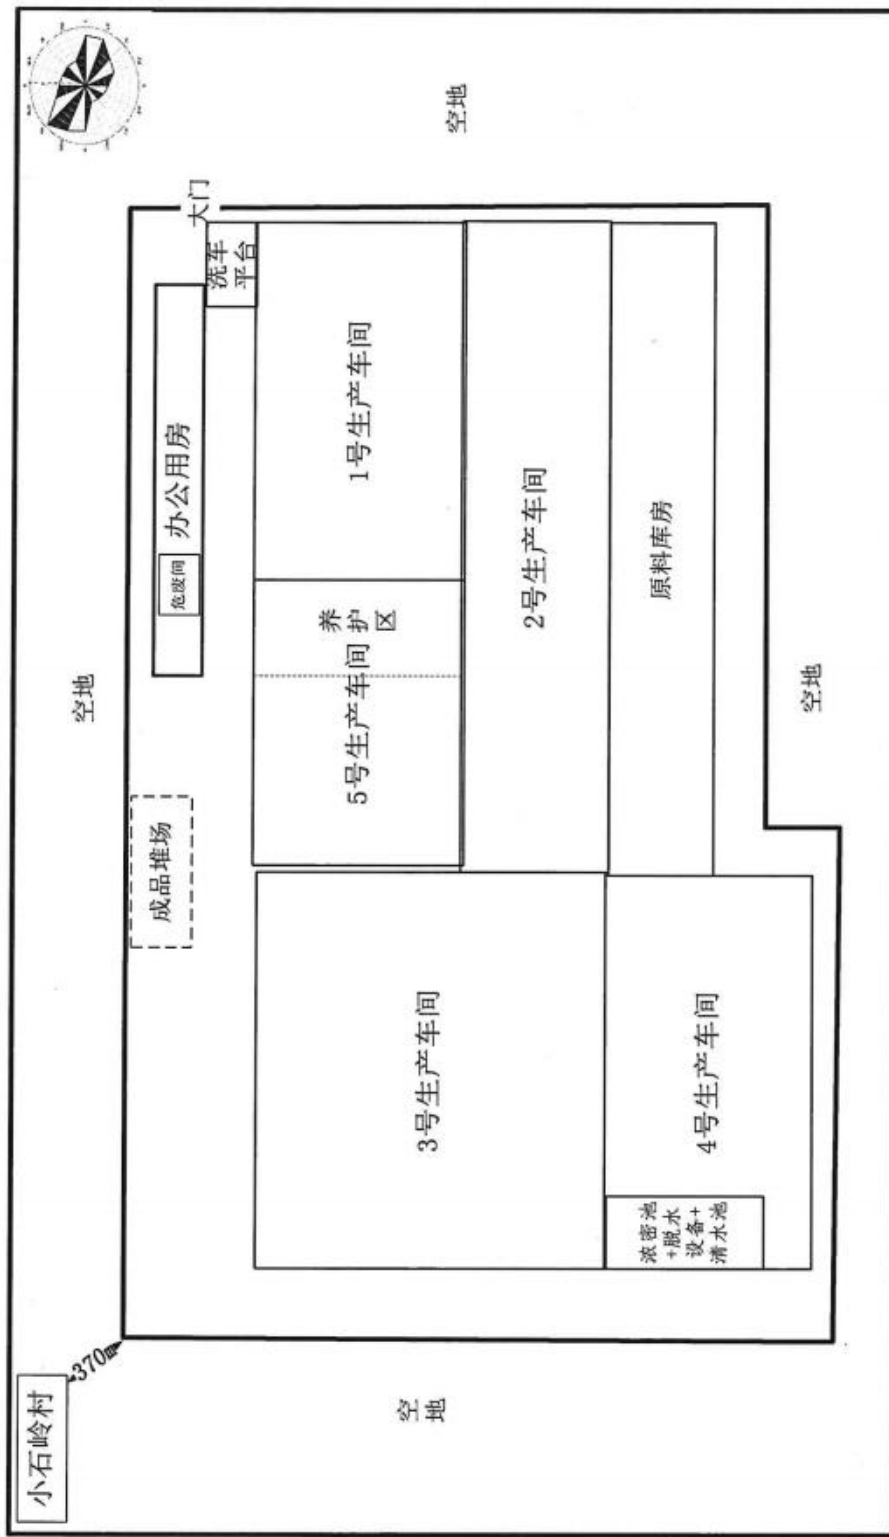 小石岭村
370m
空地
空
地
空地
空地
大门
洗车
平台
办公用房
危废间
成品堆场
1号生产车间
养
护
区
5号生产车间
2号生产车间
原料库房
3号生产车间
4号生产车间
浓密池
+脱水
设备+
清水池